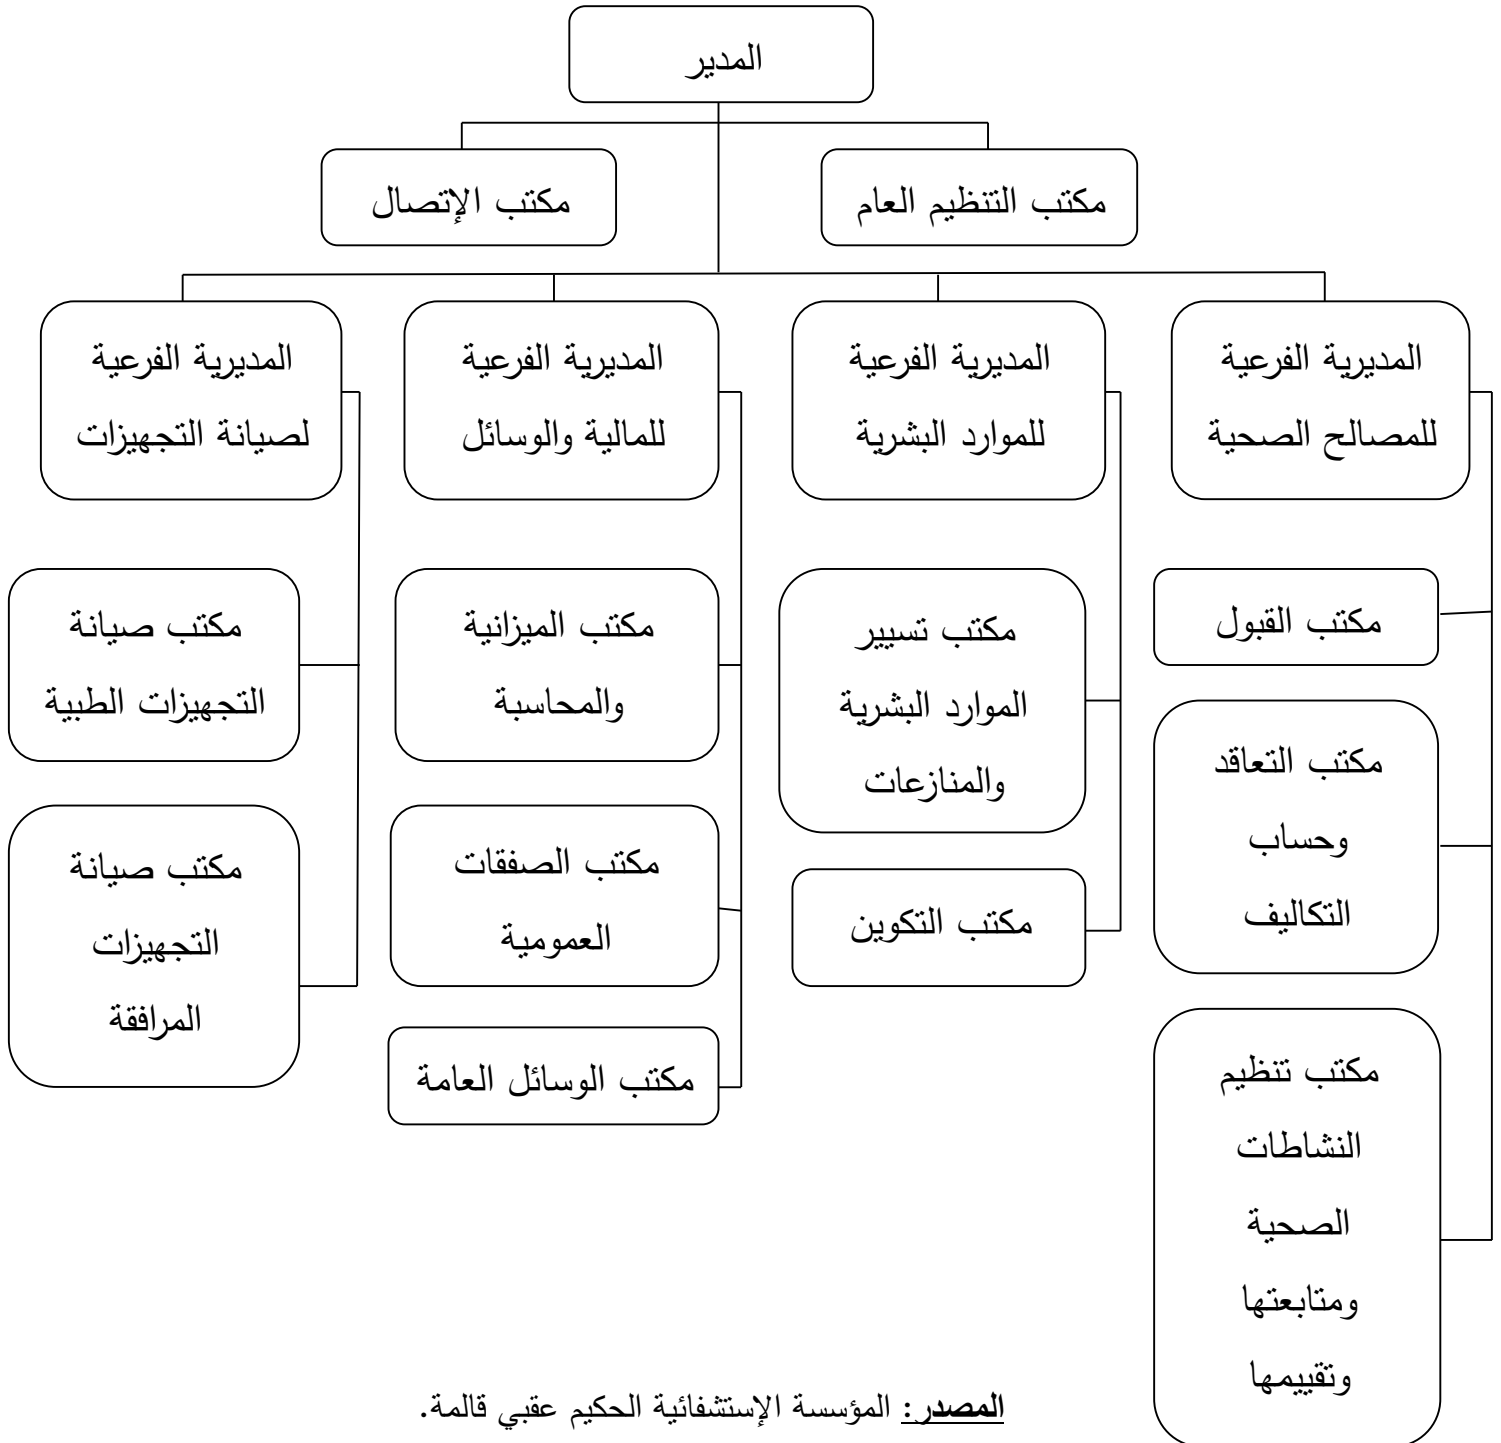 المدير
مكتب التنظيم العام
مكتب الإتصال
المديرية الفرعية
للمصالح الصحية
المديرية الفرعية
للموارد البشرية
المديرية الفرعية
للمالية والوسائل
المديرية الفرعية
لصيانة التجهيزات
مكتب القبول
مكتب التعاقد
وحساب
التكاليف
مكتب تنظيم
النشاطات
الصحية
ومتابعتها
وتقييمها
مكتب تسيير
الموارد البشرية
والمنازعات
مكتب التكوين
مكتب الميزانية
والمحاسبة
مكتب الصفقات
العمومية
مكتب الوسائل العامة
مكتب صيانة
التجهيزات الطبية
مكتب صيانة
التجهيزات
المرافقة
المصدر: المؤسسة الإستشفائية الحكيم عقبي قالمة.